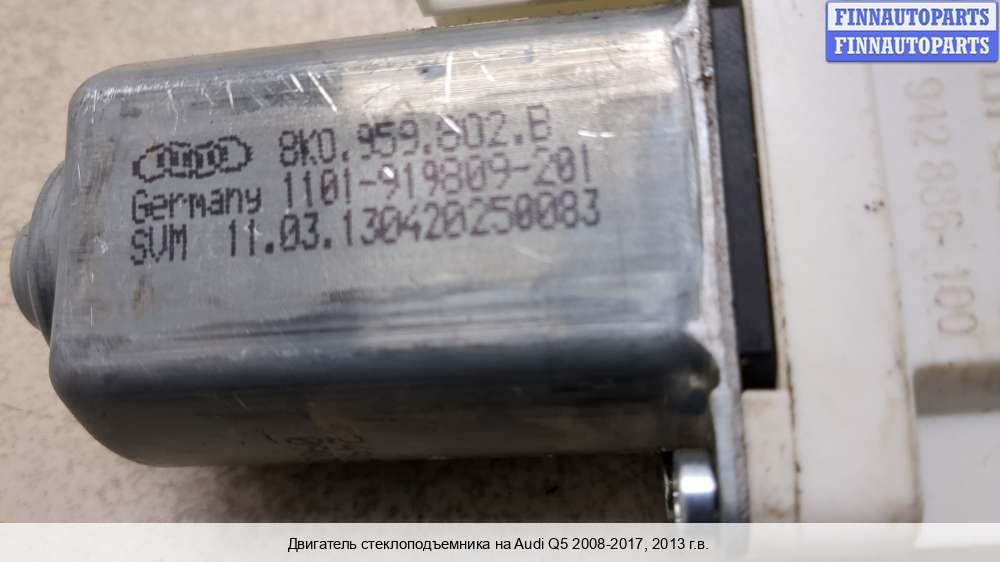 FINNAUTOPARTS
FINNAUTOPARTS
8K0.959.802.B
Germany 1101-919809-201
SVM 11.03.130420250083
942 886-100
Двигатель стеклоподъемника на Audi Q5 2008-2017, 2013 г.в.